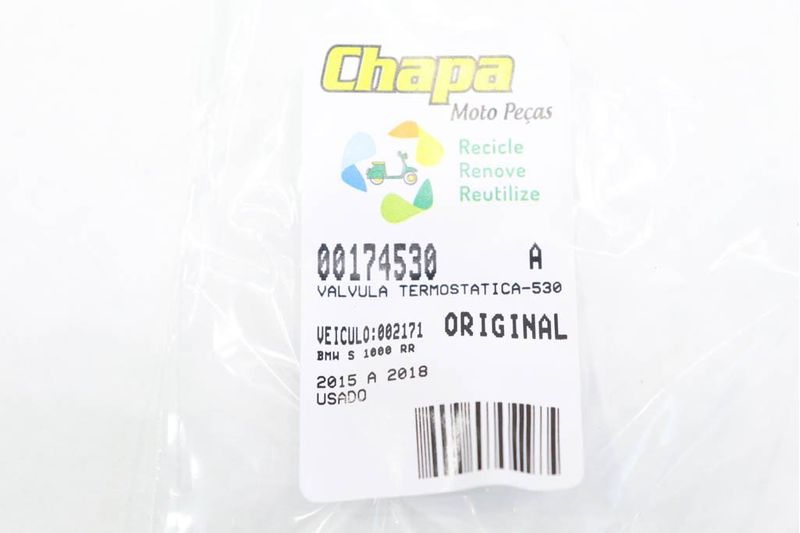 Chapa
Moto Peças
Recicle
Renove
Reutilize
00174530 A
VALVULA TERMOSTATICA-530
VEICULO:002171 ORIGINAL
BMW S 1000 RR
2015 A 2018
USADO